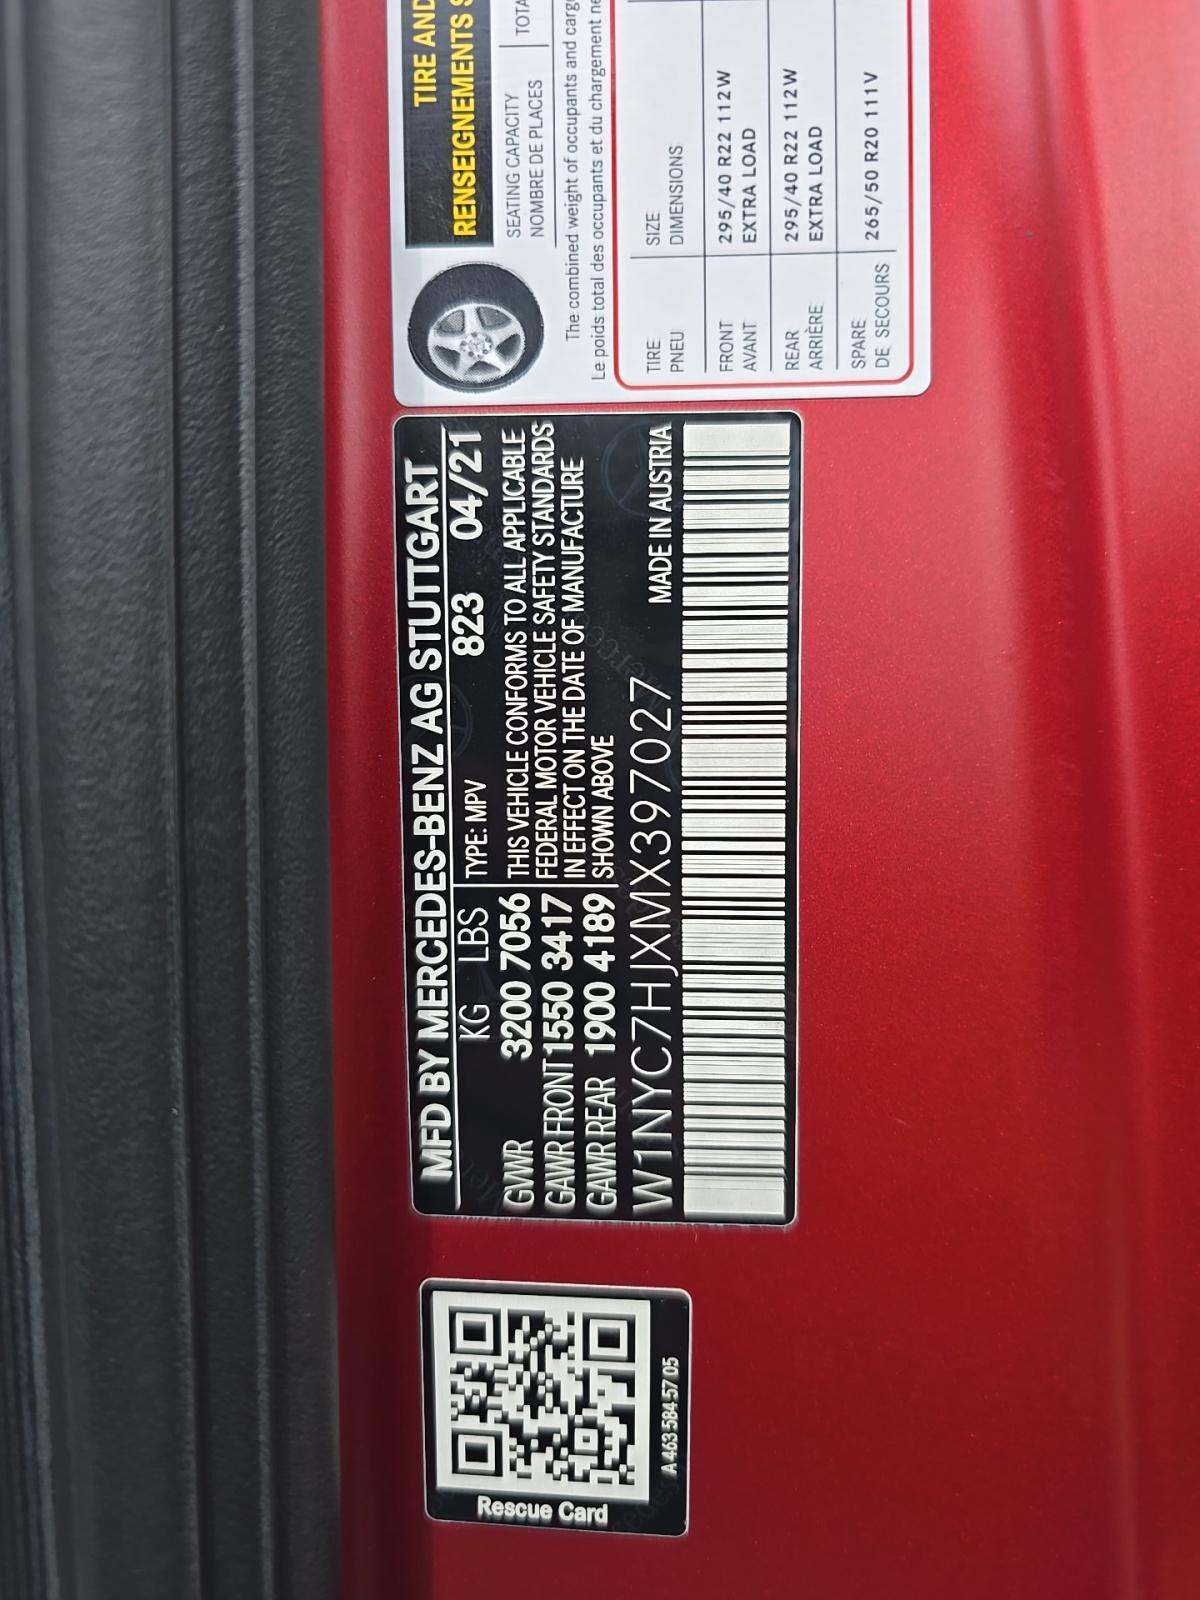 TIRE AND
RENSEIGNEMENTS S
SEATING CAPACITY
NOMBRE DE PLACES
TOTA
The combined weight of occupants and carg
Le poids total des occupants et du chargement ne
TIRE SIZE
PNEU DIMENSIONS
FRONT 295/40 R22 112W
AVANT EXTRA LOAD
REAR 295/40 R22 112W
ARRIÈRE EXTRA LOAD
SPARE 265/50 R20 111V
DE SECOURS
MFD BY MERCEDES-BENZ AG STUTTGART
KG LBS TYPE: MPV 823 04/21
GVWR 3200 7056 THIS VEHICLE CONFORMS TO ALL APPLICABLE
GAWR FRONT 1550 3417 FEDERAL MOTOR VEHICLE SAFETY STANDARDS
IN EFFECT ON THE DATE OF MANUFACTURE
GAWR REAR 1900 4189 SHOWN ABOVE
W1NYC7HJXMX397027 MADE IN AUSTRIA
Rescue Card
A 463 584 57 05